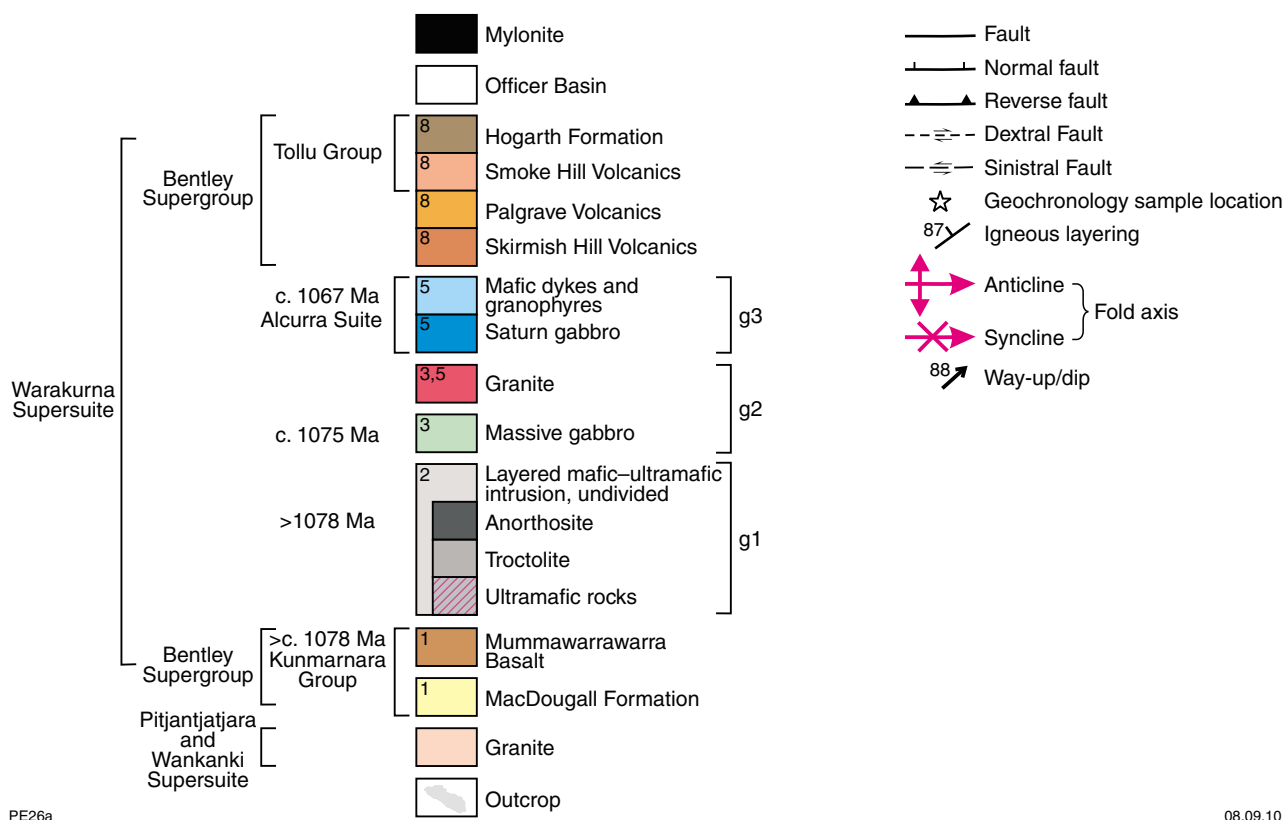 Mylonite
Officer Basin
Warakurna
Supersuite
Bentley
Supergroup
Tollu Group
8
Hogarth Formation
8
Smoke Hill Volcanics
8
Palgrave Volcanics
8
Skirmish Hill Volcanics
c. 1067 Ma
Alcurra Suite
5
Mafic dykes and
granophyres
5
Saturn gabbro
g3
3,5
Granite
c. 1075 Ma
3
Massive gabbro
g2
>1078 Ma
2
Layered mafic–ultramafic
intrusion, undivided
Anorthosite
Troctolite
Ultramafic rocks
g1
Bentley
Supergroup
>c. 1078 Ma
Kunmarnara
Group
1
Mummawarrawarra
Basalt
1
MacDougall Formation
Pitjantjatjara
and
Wankanki
Supersuite
Granite
Outcrop
Fault
Normal fault
Reverse fault
Dextral Fault
Sinistral Fault
Geochronology sample location
87
Igneous layering
Anticline
Syncline
Fold axis
88
Way-up/dip
PE26a
08.09.10